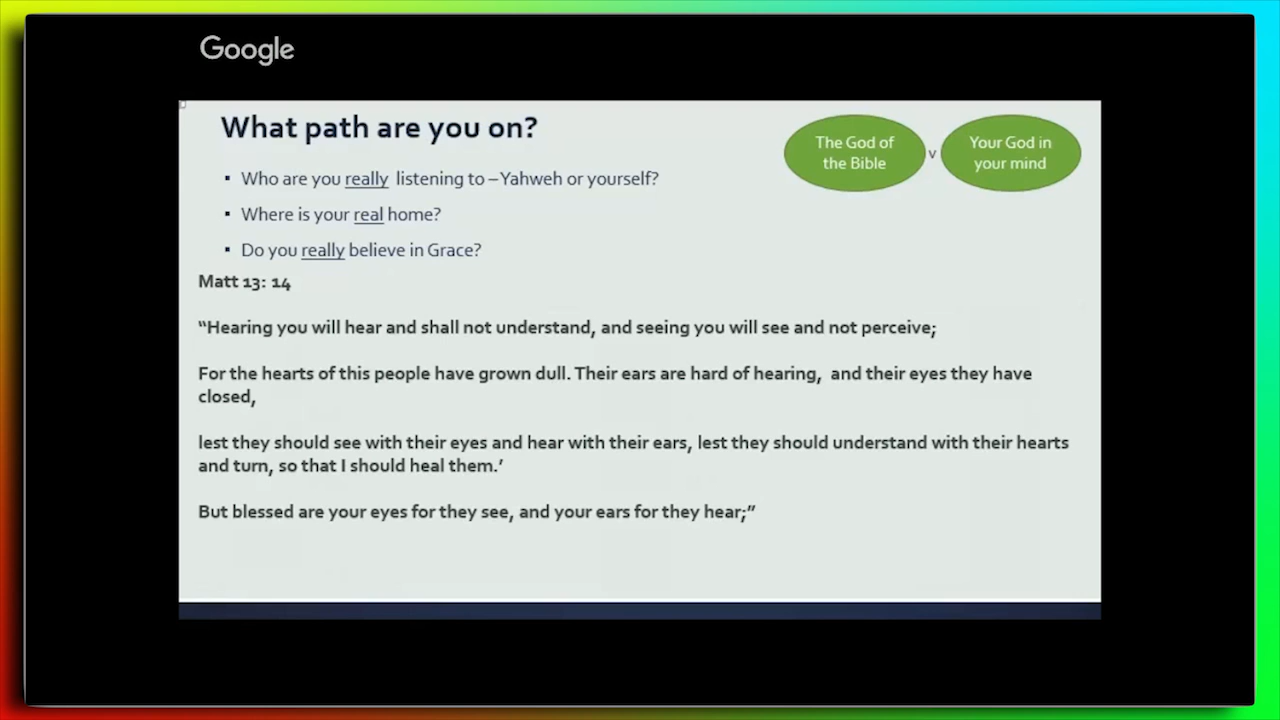 Google
What path are you on?
The God of
the Bible
v
Your God in
your mind
▪ Who are you really listening to – Yahweh or yourself?
▪ Where is your real home?
▪ Do you really believe in Grace?
Matt 13: 14
“Hearing you will hear and shall not understand, and seeing you will see and not perceive;
For the hearts of this people have grown dull. Their ears are hard of hearing, and their eyes they have
closed,
lest they should see with their eyes and hear with their ears, lest they should understand with their hearts
and turn, so that I should heal them.’
But blessed are your eyes for they see, and your ears for they hear;”